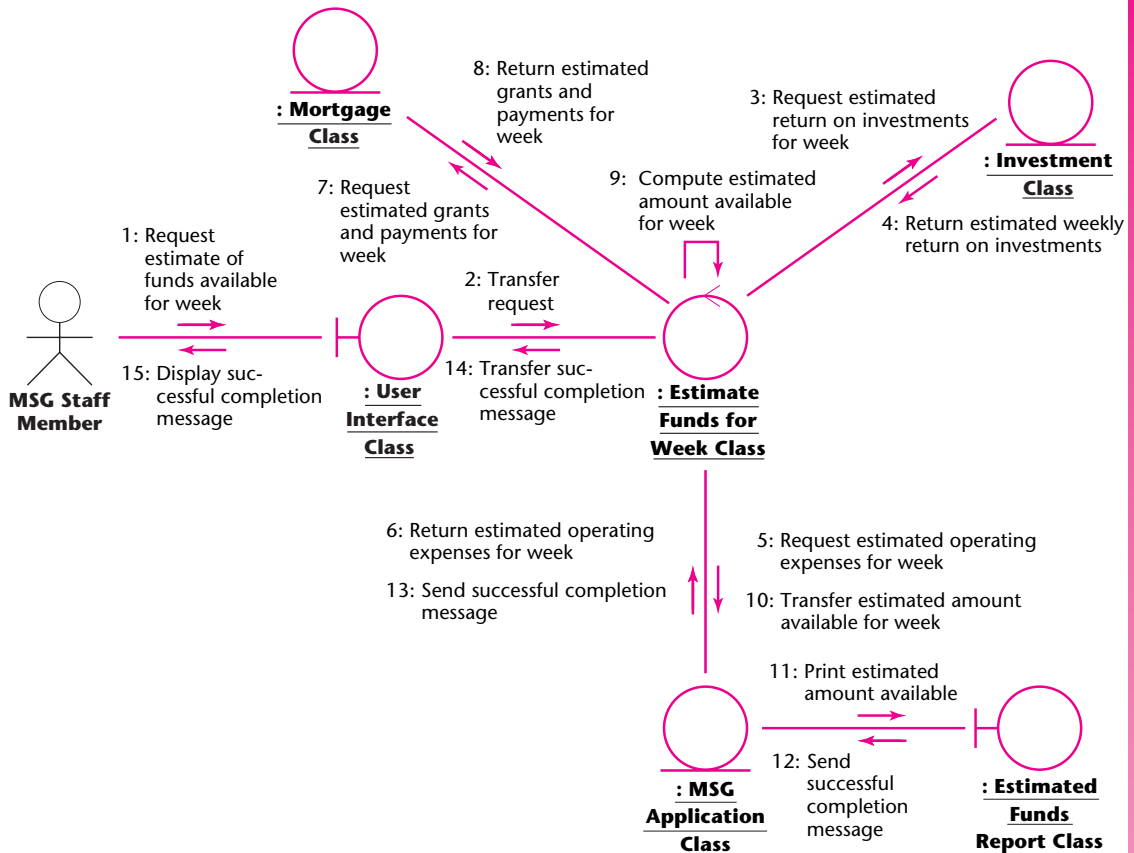 8: Return estimated
grants and
payments for
week
3: Request estimated
return on investments
for week
: Mortgage
Class
: Investment
Class
7: Request
estimated grants
and payments for
week
9: Compute estimated
amount available
for week
4: Return estimated weekly
return on investments
1: Request
estimate of
funds available
for week
2: Transfer
request
15: Display suc-
cessful completion
message
14: Transfer suc-
cessful completion
message
MSG Staff
Member
: User
Interface
Class
: Estimate
Funds for
Week Class
6: Return estimated operating
expenses for week
13: Send successful completion
message
5: Request estimated operating
expenses for week
10: Transfer estimated amount
available for week
11: Print estimated
amount available
12: Send
successful
completion
message
: MSG
Application
Class
: Estimated
Funds
Report Class